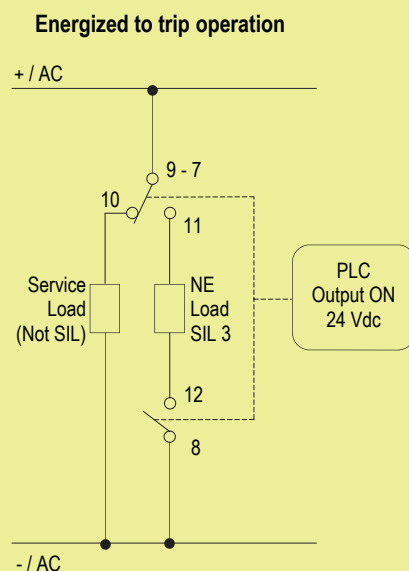 Energized to trip operation
+ / AC
9 - 7
10
11
Service
Load
(Not SIL)
NE
Load
SIL 3
PLC
Output ON
24 Vdc
12
8
- / AC